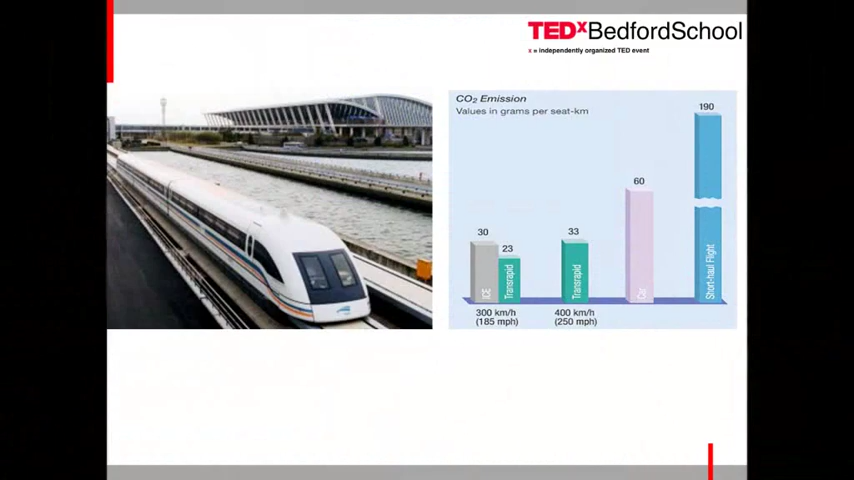 TEDxBedfordSchool
x = independently organized TED event
CO2 Emission
Values in grams per seat-km
190
60
33
30
23
ICE
Transrapid
Transrapid
Car
Short-haul Flight
300 km/h
(185 mph)
400 km/h
(250 mph)